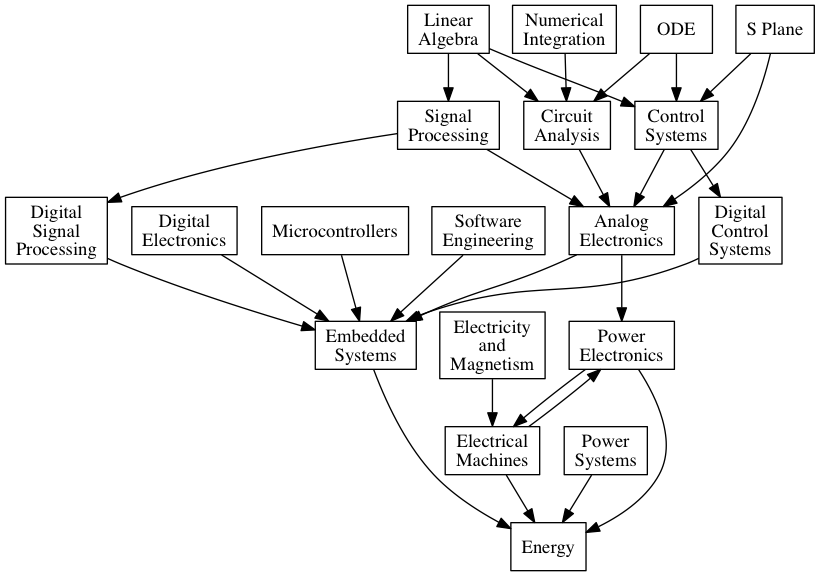 Linear
Algebra
Numerical
Integration
ODE
S Plane
Signal
Processing
Circuit
Analysis
Control
Systems
Digital
Signal
Processing
Digital
Electronics
Microcontrollers
Software
Engineering
Analog
Electronics
Digital
Control
Systems
Embedded
Systems
Electricity
and
Magnetism
Power
Electronics
Electrical
Machines
Power
Systems
Energy